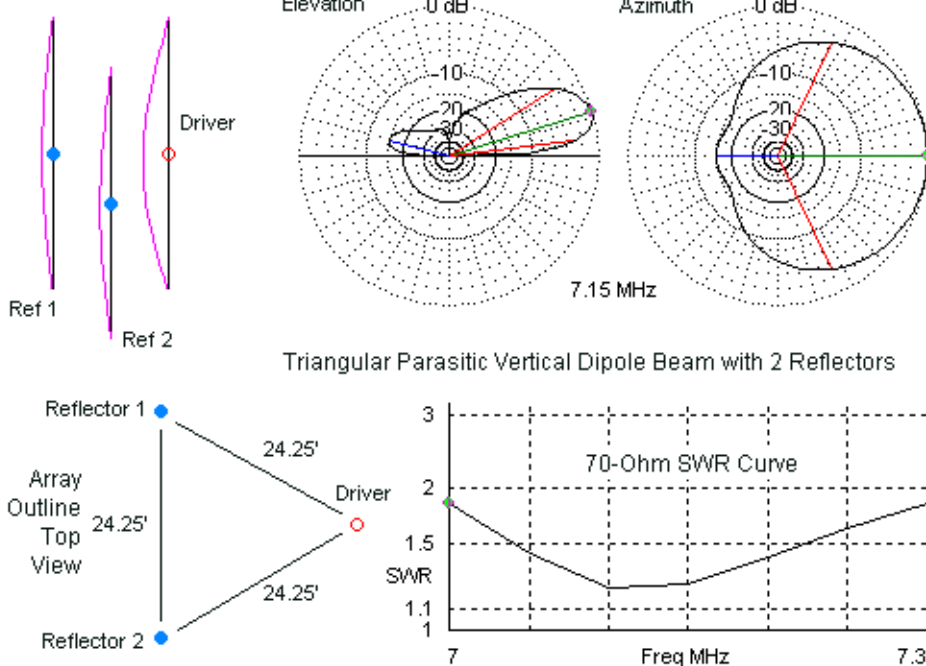 Elevation
0 dB
-10
20
30
Azimuth
0 dB
-10
20
30
Driver
Ref 1
Ref 2
7.15 MHz
Triangular Parasitic Vertical Dipole Beam with 2 Reflectors
Reflector 1
24.25'
Array
Outline
Top
View
24.25'
Driver
24.25'
Reflector 2
70-Ohm SWR Curve
3
2
1.5
SWR
1.1
1
7
Freq MHz
7.3